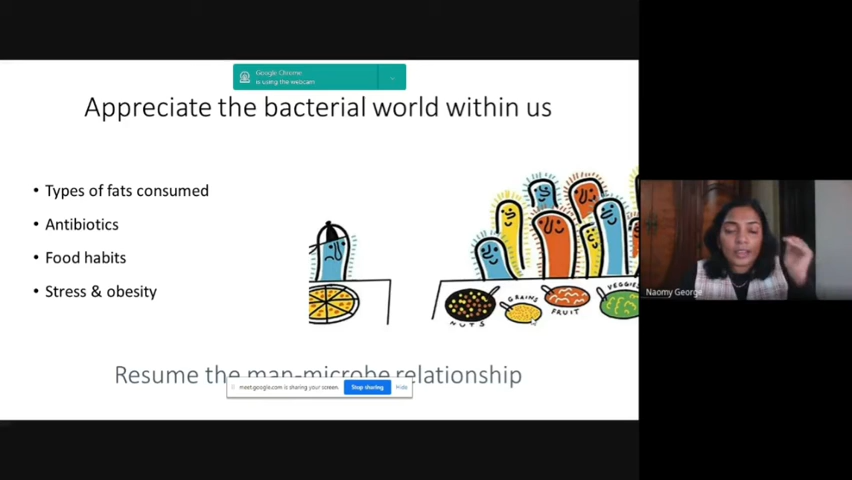 Google Chrome
is using the webcam
Appreciate the bacterial world within us
• Types of fats consumed
• Antibiotics
• Food habits
• Stress & obesity
NUTS
GRAINS
FRUIT
VEGGIES
Naomy George
Resume the man-microbe relationship
meet.google.com is sharing your screen.
Stop sharing
Hide